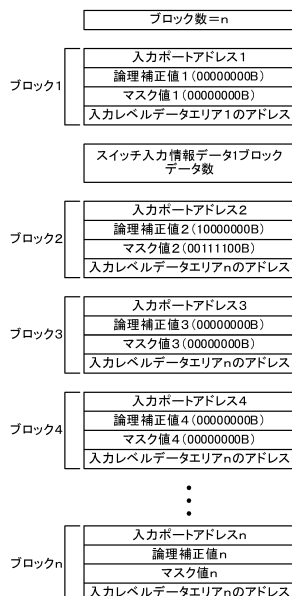 ブロック数＝n
ブロック1
入力ポートアドレス1
論理補正値1(00000000B)
マスク値1(00000000B)
入力レベルデータエリア1のアドレス
スイッチ入力情報データ1ブロック
データ数
ブロック2
入力ポートアドレス2
論理補正値2(10000000B)
マスク値2(00111100B)
入力レベルデータエリアnのアドレス
ブロック3
入力ポートアドレス3
論理補正値3(00000000B)
マスク値3(00000000B)
入力レベルデータエリアnのアドレス
ブロック4
入力ポートアドレス4
論理補正値4(00000000B)
マスク値4(00000000B)
入力レベルデータエリアnのアドレス
ブロックn
入力ポートアドレスn
論理補正値n
マスク値n
入力レベルデータエリアnのアドレス